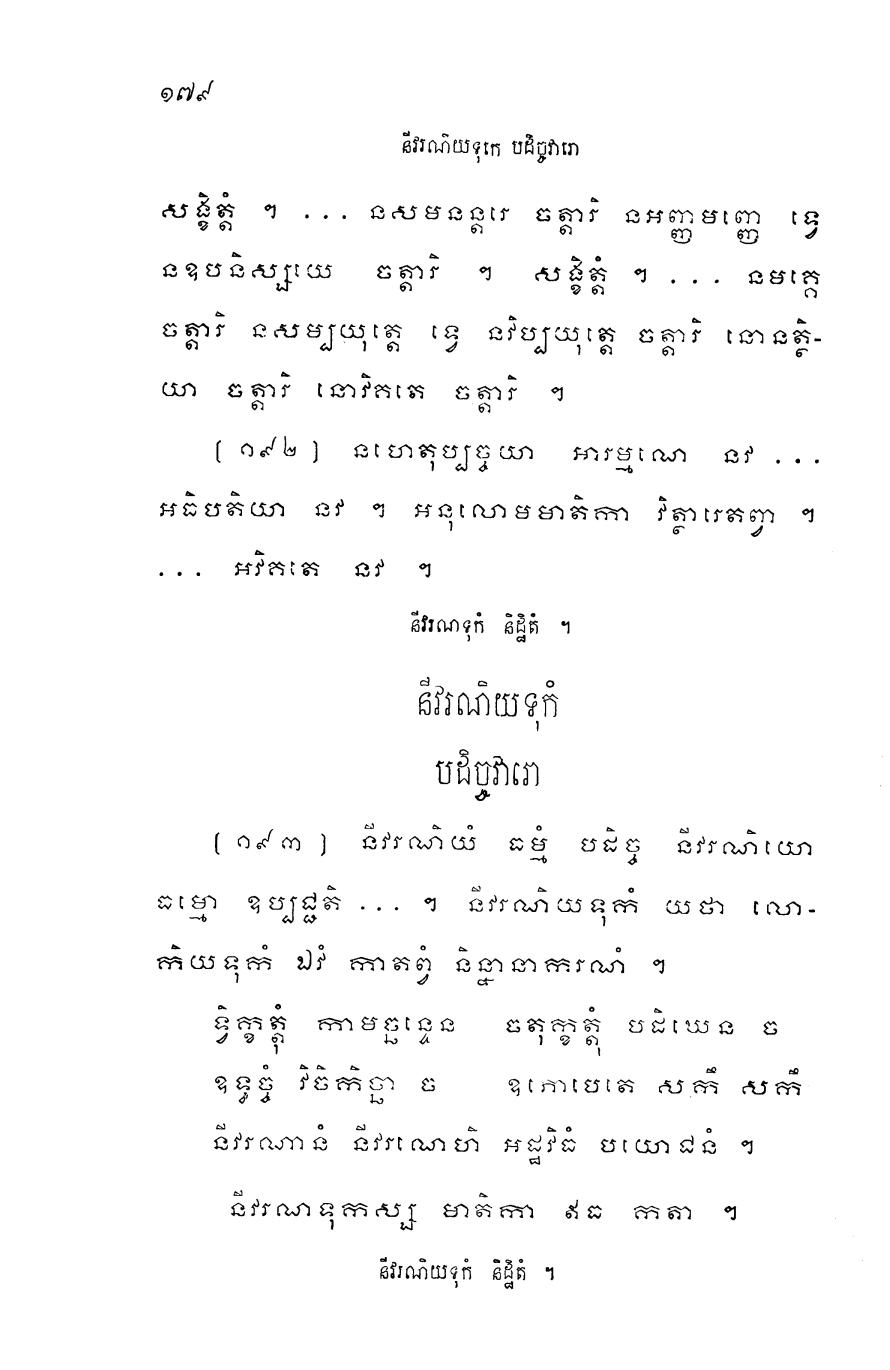 ១៧៩
នីវរណិយទុកេ បដិច្ចវារោ
សង្ខិត្តំ ។ ... នសមនន្តរេ ចត្តារិ នអញ្ញមញ្ញេ ទ្វេ
នឧបនិស្សយេ ចត្តារិ ។ សង្ខិត្តំ ។ ... នមគ្គេ
ចត្តារិ នសម្បយុត្តេ ទ្វេ នវិប្បយុត្តេ ចត្តារិ នោនត្ថិ-
យា ចត្តារិ នោវិគតេ ចត្តារិ ។
[១៩២] នហេតុប្បច្ចយា អារម្មណេ នវ ...
អធិបតិយា នវ ។ អនុលោមមាតិកា វិត្ថារេតព្វា ។
... អវិគតេ នវ ។
នីវរណទុកំ និដ្ឋិតំ ។
នីវរណិយទុកំ
បដិច្ចវារោ
[១៩៣] នីវរណិយំ ធម្មំ បដិច្ច នីវរណិយោ
ធម្មោ ឧប្បជ្ជតិ ... ។ នីវរណិយទុកំ យថា លោ-
កិយទុកំ ឯវំ កាតព្វំ និន្នានាករណំ ។
ទ្វិក្ខត្តុំ កាមច្ឆន្ទេន ចតុក្ខត្តុំ បដិឃេន ច
ឧទ្ធច្ចំ វិចិកិច្ឆា ច ឧភោបេតេ សកឹ សកឹ
នីវរណានំ នីវរណេហិ អដ្ឋវិធំ បយោជនំ ។
នីវរណទុកស្ស មាតិកា ឥធ កតា ។
នីវរណិយទុកំ និដ្ឋិតំ ។